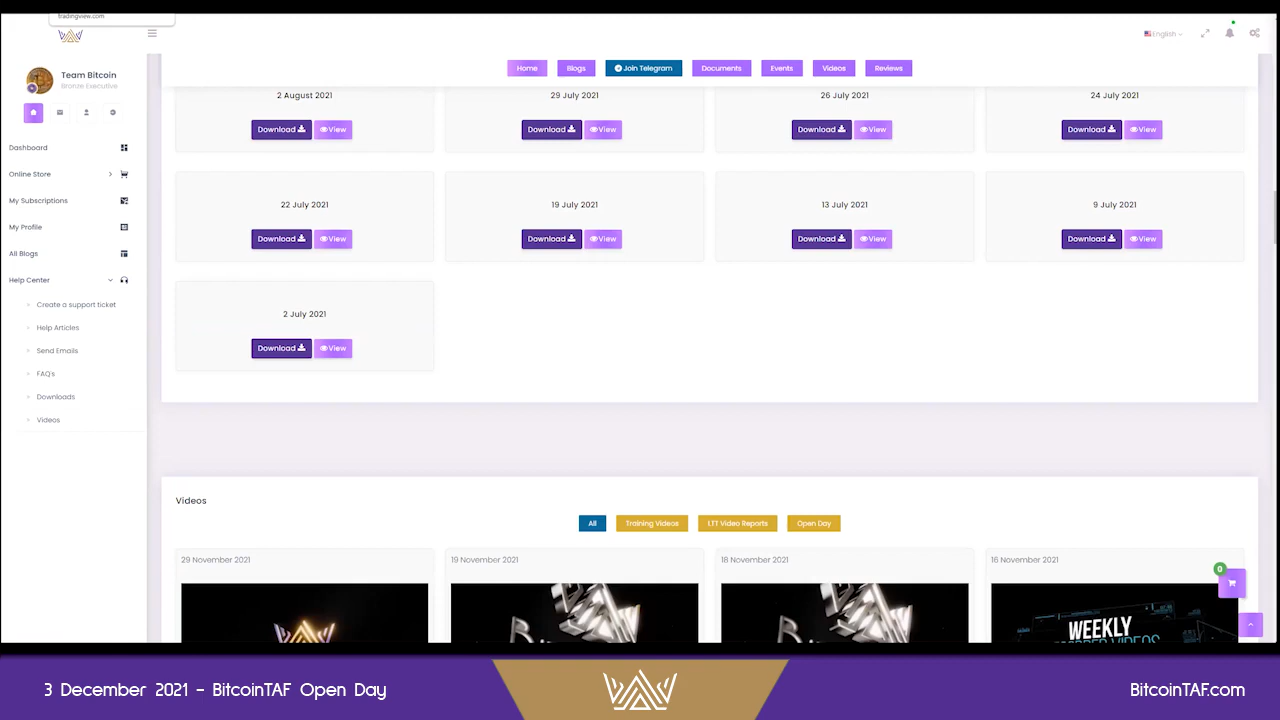 tradingview.com
English
Team Bitcoin
Bronze Executive
Home
Blogs
Join Telegram
Documents
Events
Videos
Reviews
Dashboard
Online Store
My Subscriptions
My Profile
All Blogs
Help Center
Create a support ticket
Help Articles
Send Emails
FAQ's
Downloads
Videos
2 August 2021
29 July 2021
26 July 2021
24 July 2021
Download View
Download View
Download View
Download View
22 July 2021
19 July 2021
13 July 2021
9 July 2021
Download View
Download View
Download View
Download View
2 July 2021
Download View
Videos
All
Training Videos
LTT Video Reports
Open Day
29 November 2021
19 November 2021
18 November 2021
16 November 2021
0
WEEKLY
3 December 2021 - BitcoinTAF Open Day
BitcoinTAF.com